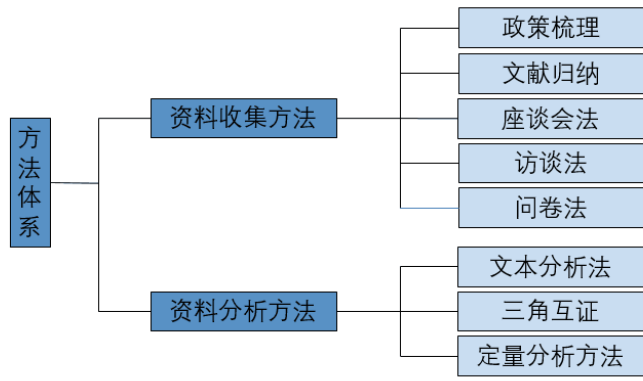 方法体系
资料收集方法
政策梳理
文献归纳
座谈会法
访谈法
问卷法
资料分析方法
文本分析法
三角互证
定量分析方法